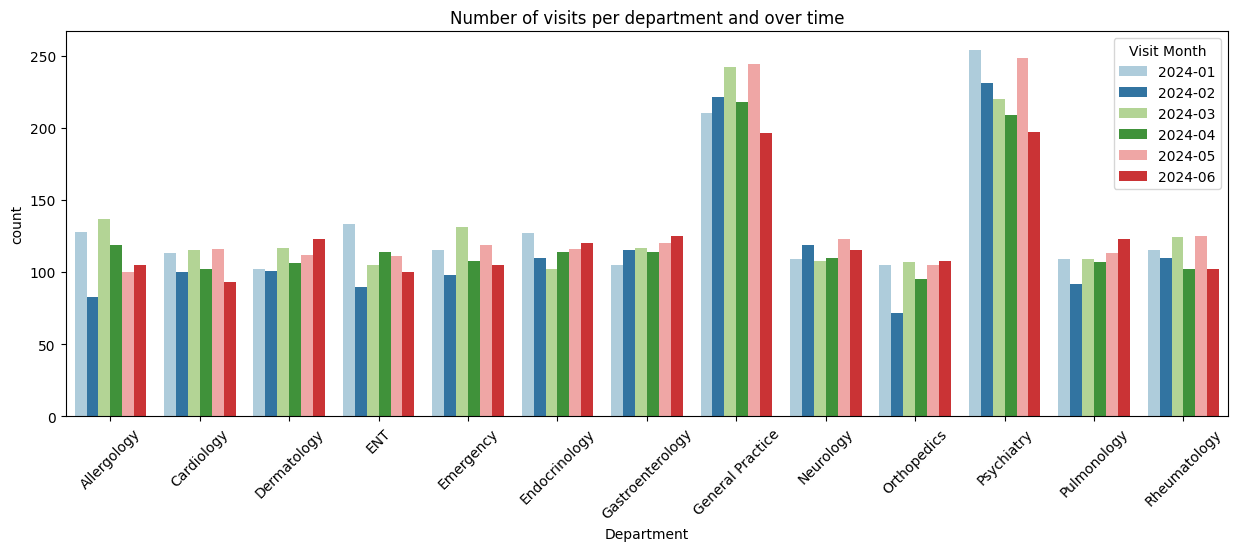 Number of visits per department and over time
Visit Month
2024-01
2024-02
2024-03
2024-04
2024-05
2024-06
count
250
200
150
100
50
0
Allergology
Cardiology
Dermatology
ENT
Emergency
Endocrinology
Gastroenterology
General Practice
Neurology
Orthopedics
Psychiatry
Pulmonology
Rheumatology
Department